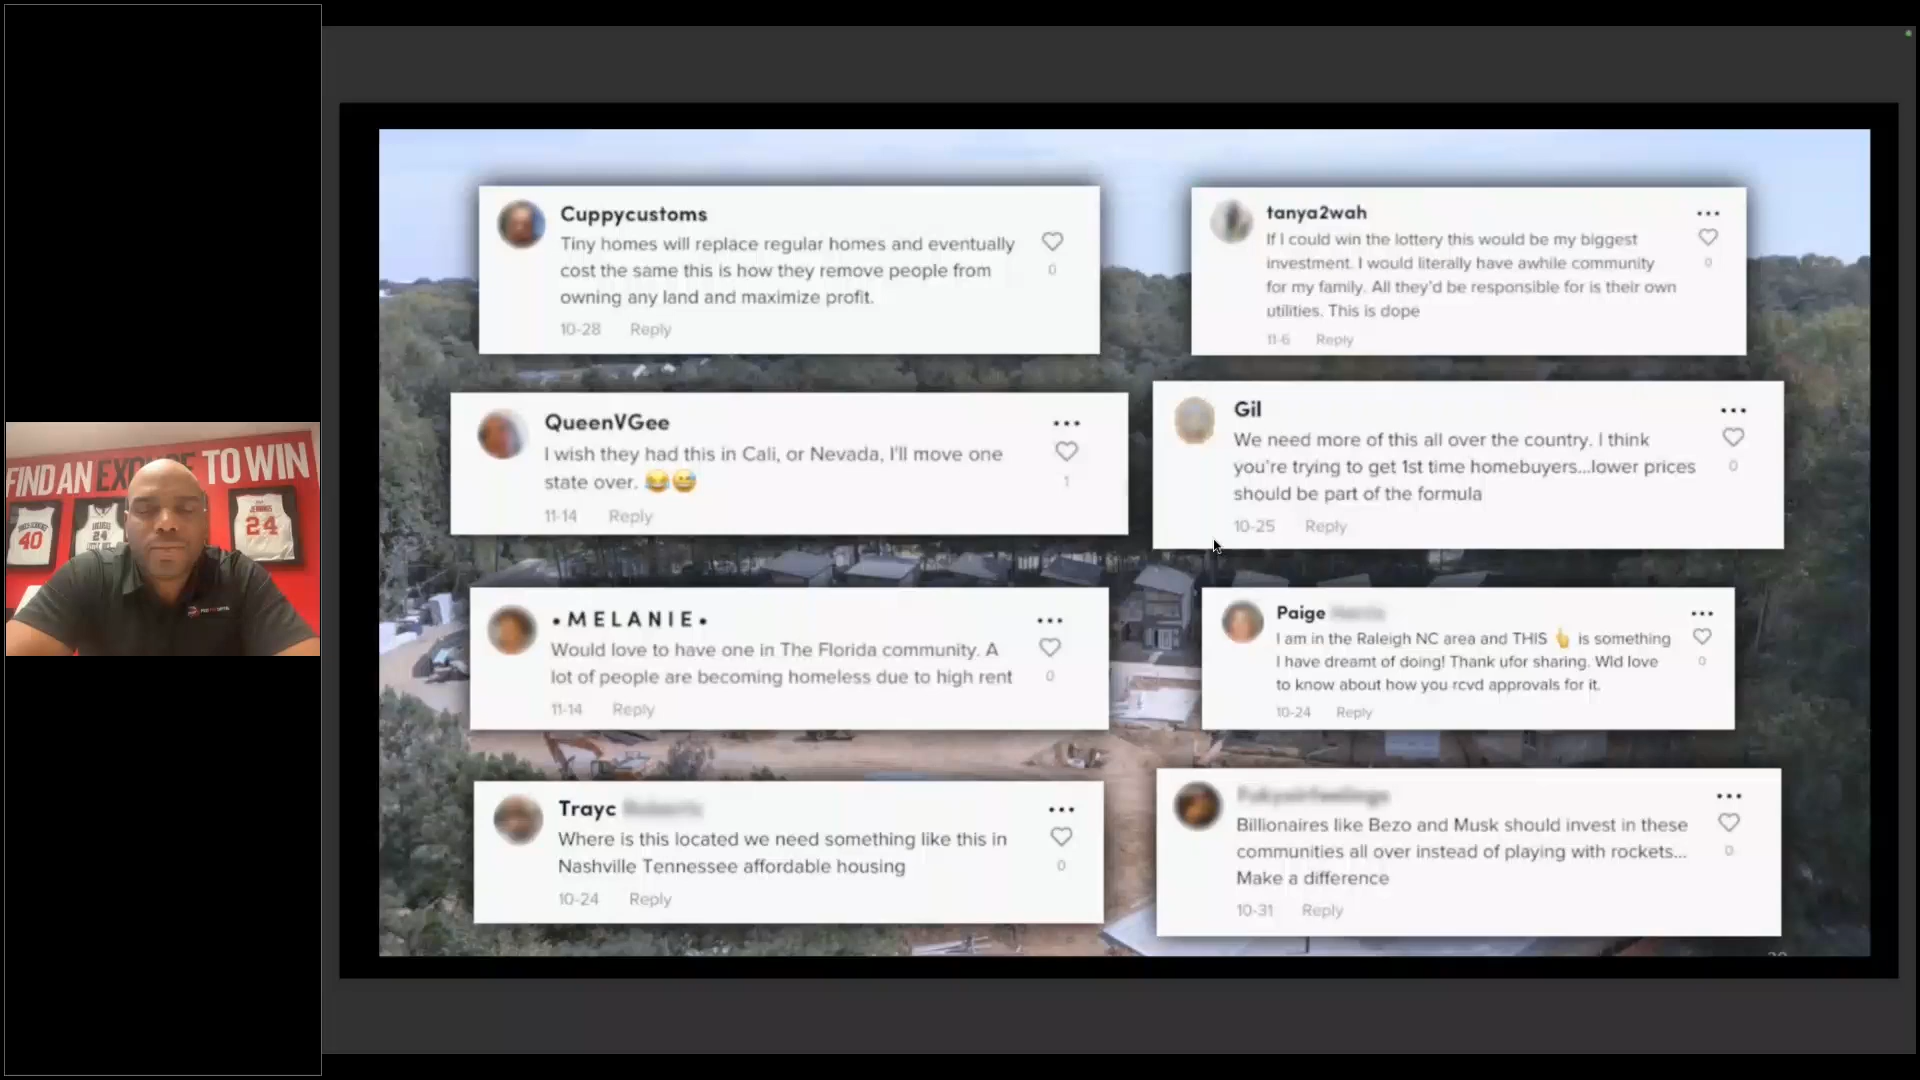 FIND AN EXCUSE TO WIN
40
24
JENNINGS
24
Cuppycustoms
Tiny homes will replace regular homes and eventually
cost the same this is how they remove people from
owning any land and maximize profit.
0
10-28 Reply
tanya2wah
If I could win the lottery this would be my biggest
investment. I would literally have awhile community
for my family. All they'd be responsible for is their own
utilities. This is dope
0
11-6 Reply
QueenVGee
I wish they had this in Cali, or Nevada, I'll move one
state over. 😂😅
1
11-14 Reply
Gil
We need more of this all over the country. I think
you're trying to get 1st time homebuyers...lower prices
should be part of the formula
0
10-25 Reply
• M E L A N I E •
Would love to have one in The Florida community. A
lot of people are becoming homeless due to high rent
0
11-14 Reply
Paige
I am in the Raleigh NC area and THIS 👆 is something
I have dreamt of doing! Thank ufor sharing. Wld love
to know about how you rcvd approvals for it.
0
10-24 Reply
Trayc
Where is this located we need something like this in
Nashville Tennessee affordable housing
0
10-24 Reply
Billionaires like Bezo and Musk should invest in these
communities all over instead of playing with rockets...
Make a difference
0
10-31 Reply